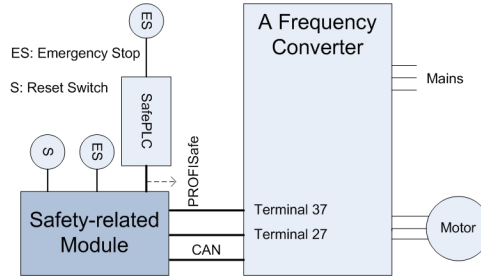 ES
ES: Emergency Stop
S: Reset Switch
SafePLC
S
ES
PROFISafe
Safety-related
Module
CAN
A Frequency
Converter
Mains
Terminal 37
Terminal 27
Motor